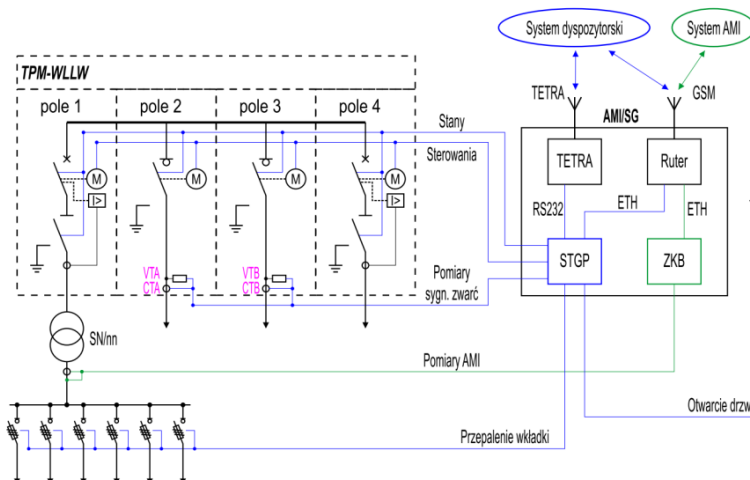 System dyspozytorski
System AMI
TPM-WLLW
TETRA
GSM
pole 1
pole 2
pole 3
pole 4
AMI/SG
Stany
Sterowania
TETRA
Ruter
M
M
M
M
I>
I>
RS232
ETH
ETH
STGP
ZKB
VTA
CTA
VTB
CTB
Pomiary
sygn. zwarć
SN/nn
Pomiary AMI
Otwarcie drzw
Przepalenie wkładki